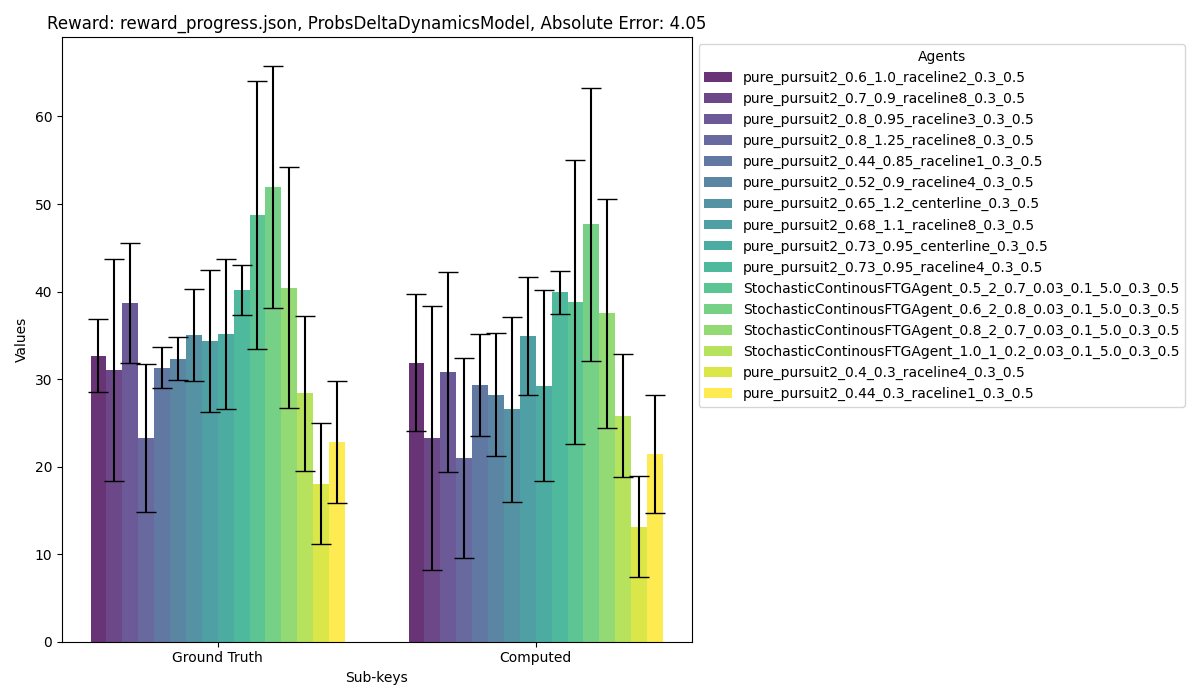 Reward: reward_progress.json, ProbsDeltaDynamicsModel, Absolute Error: 4.05
Values
60
50
40
30
20
10
0
Ground Truth
Computed
Sub-keys
Agents
pure_pursuit2_0.6_1.0_raceline2_0.3_0.5
pure_pursuit2_0.7_0.9_raceline8_0.3_0.5
pure_pursuit2_0.8_0.95_raceline3_0.3_0.5
pure_pursuit2_0.8_1.25_raceline8_0.3_0.5
pure_pursuit2_0.44_0.85_raceline1_0.3_0.5
pure_pursuit2_0.52_0.9_raceline4_0.3_0.5
pure_pursuit2_0.65_1.2_centerline_0.3_0.5
pure_pursuit2_0.68_1.1_raceline8_0.3_0.5
pure_pursuit2_0.73_0.95_centerline_0.3_0.5
pure_pursuit2_0.73_0.95_raceline4_0.3_0.5
StochasticContinousFTGAgent_0.5_2_0.7_0.03_0.1_5.0_0.3_0.5
StochasticContinousFTGAgent_0.6_2_0.8_0.03_0.1_5.0_0.3_0.5
StochasticContinousFTGAgent_0.8_2_0.7_0.03_0.1_5.0_0.3_0.5
StochasticContinousFTGAgent_1.0_1_0.2_0.03_0.1_5.0_0.3_0.5
pure_pursuit2_0.4_0.3_raceline4_0.3_0.5
pure_pursuit2_0.44_0.3_raceline1_0.3_0.5